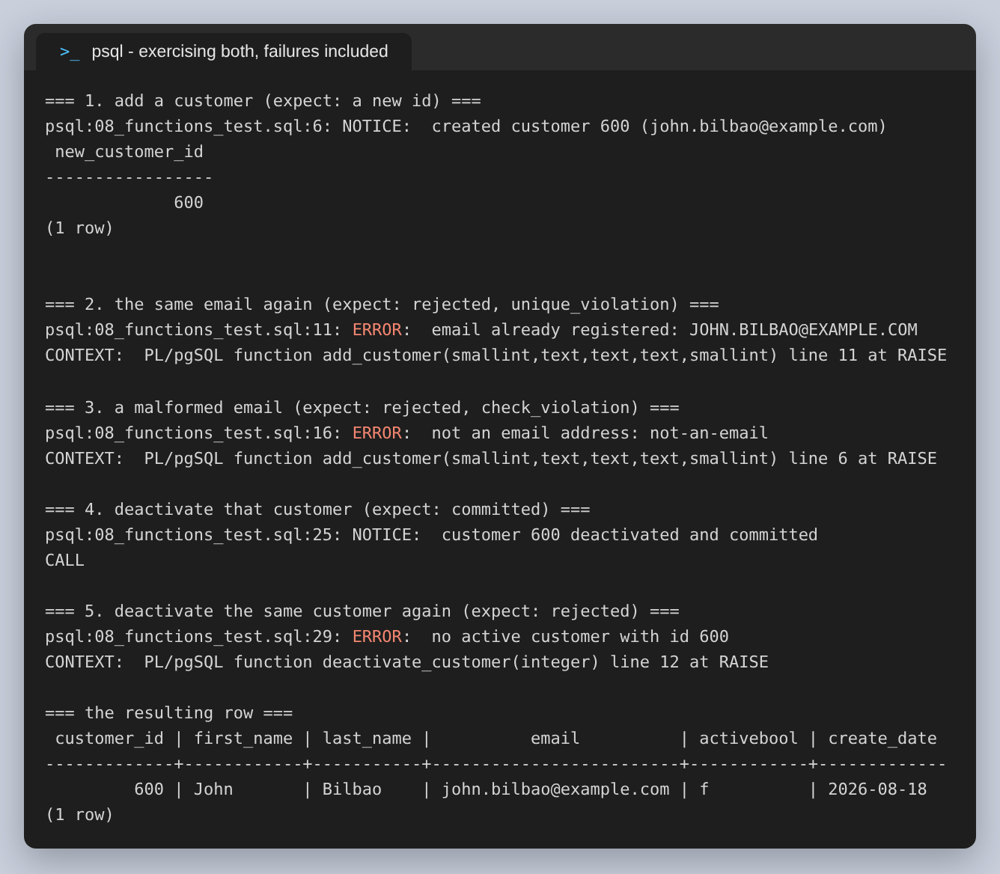 >_ psql - exercising both, failures included
=== 1. add a customer (expect: a new id) ===
psql:08_functions_test.sql:6: NOTICE:  created customer 600 (john.bilbao@example.com)
 new_customer_id
-----------------
             600
(1 row)
=== 2. the same email again (expect: rejected, unique_violation) ===
psql:08_functions_test.sql:11: ERROR:  email already registered: JOHN.BILBAO@EXAMPLE.COM
CONTEXT:  PL/pgSQL function add_customer(smallint,text,text,text,smallint) line 11 at RAISE
=== 3. a malformed email (expect: rejected, check_violation) ===
psql:08_functions_test.sql:16: ERROR:  not an email address: not-an-email
CONTEXT:  PL/pgSQL function add_customer(smallint,text,text,text,smallint) line 6 at RAISE
=== 4. deactivate that customer (expect: committed) ===
psql:08_functions_test.sql:25: NOTICE:  customer 600 deactivated and committed
CALL
=== 5. deactivate the same customer again (expect: rejected) ===
psql:08_functions_test.sql:29: ERROR:  no active customer with id 600
CONTEXT:  PL/pgSQL function deactivate_customer(integer) line 12 at RAISE
=== the resulting row ===
 customer_id | first_name | last_name |          email          | activebool | create_date
-------------+------------+-----------+-------------------------+------------+-------------
         600 | John       | Bilbao    | john.bilbao@example.com | f          | 2026-08-18
(1 row)